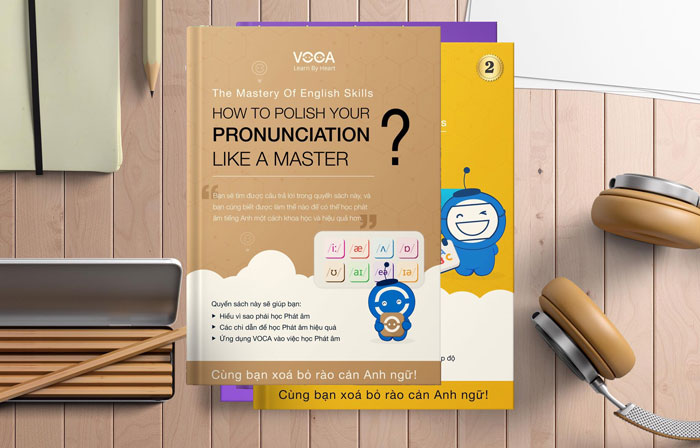 VOCA
Learn By Heart
The Mastery Of English Skills
HOW TO POLISH YOUR
PRONUNCIATION
LIKE A MASTER
?
Bạn sẽ tìm được câu trả lời trong quyển sách này, và
bạn cũng biết được làm thế nào để có thể học phát
âm tiếng Anh một cách khoa học và hiệu quả hơn.
/i:/ /æ/ /ʌ/ /ɒ/
/ʊ/ /aɪ/ /eə/ /ɪə/
Quyển sách này sẽ giúp bạn:
Hiểu vì sao phải học Phát âm
Các chỉ dẫn để học Phát âm hiệu quả
Ứng dụng VOCA vào việc học Phát âm
Cùng bạn xoá bỏ rào cản Anh ngữ!
2
p độ
Cùng bạn xoá bỏ rào cản Anh ngữ!